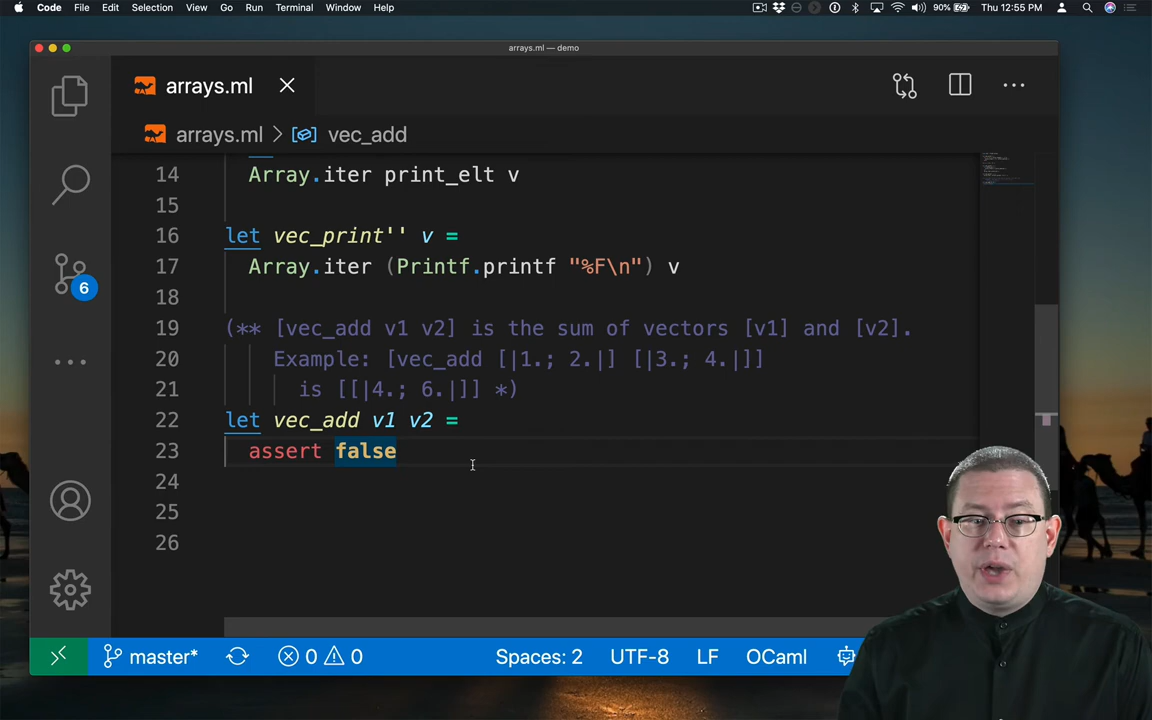 Code File Edit Selection View Go Run Terminal Window Help 90% Thu 12:55 PM
arrays.ml — demo
arrays.ml
arrays.ml > vec_add
14 Array.iter print_elt v
15
16 let vec_print'' v =
17 Array.iter (Printf.printf "%F\n") v
18
19 (** [vec_add v1 v2] is the sum of vectors [v1] and [v2].
20 Example: [vec_add [|1.; 2.|] [|3.; 4.|]]
21 is [[|4.; 6.|]] *)
22 let vec_add v1 v2 =
23 assert false
24
25
26
6
master* 0 0 Spaces: 2 UTF-8 LF OCaml